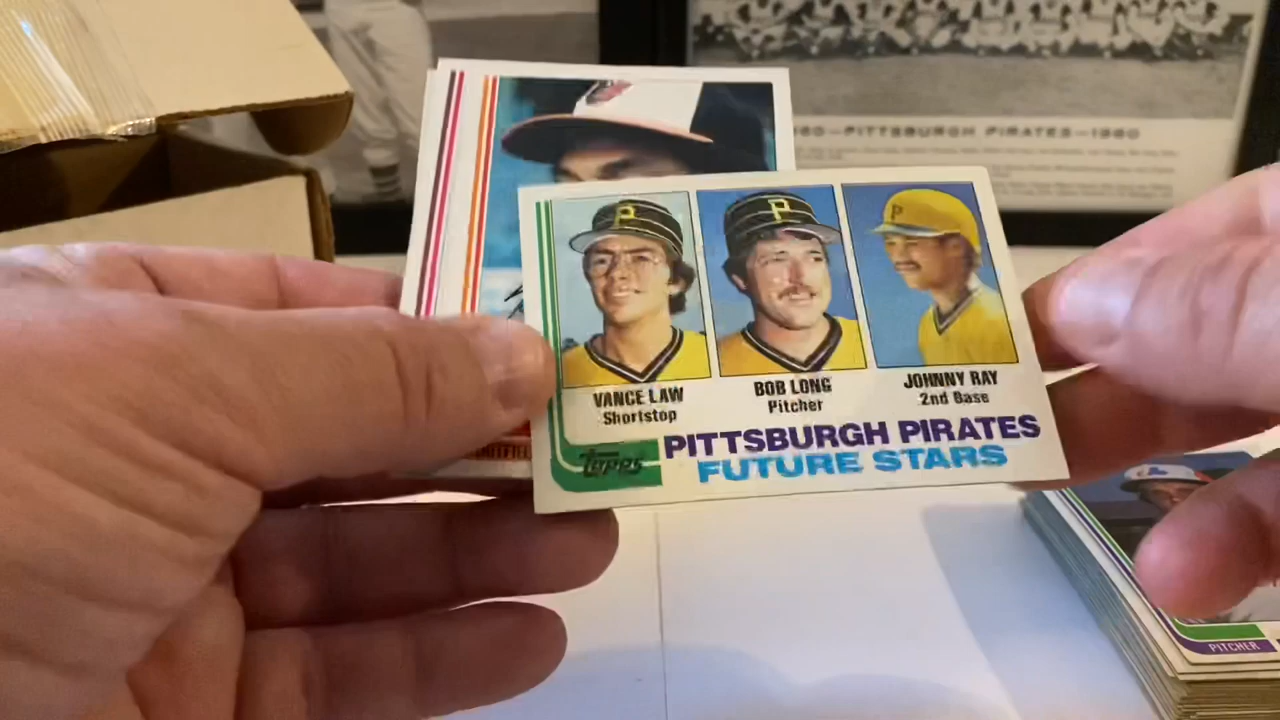 1960—PITTSBURGH PIRATES—1960
P
P
P
VANCE LAW
Shortstop
BOB LONG
Pitcher
JOHNNY RAY
2nd Base
Topps
PITTSBURGH PIRATES
FUTURE STARS
PITCHER